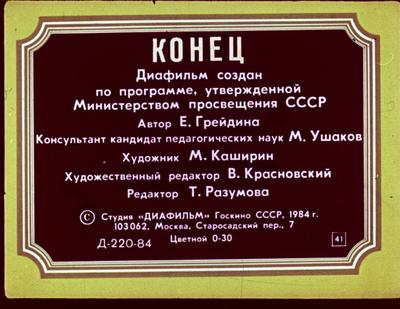 КОНЕЦ
Диафильм создан
по программе, утвержденной
Министерством просвещения СССР
Автор Е. Грейдина
Консультант кандидат педагогических наук М. Ушаков
Художник М. Каширин
Художественный редактор В. Красновский
Редактор Т. Разумова
© Студия «ДИАФИЛЬМ» Госкино СССР, 1984 г.
103062, Москва, Старосадский пер., 7
Д-220-84 Цветной 0-30
41